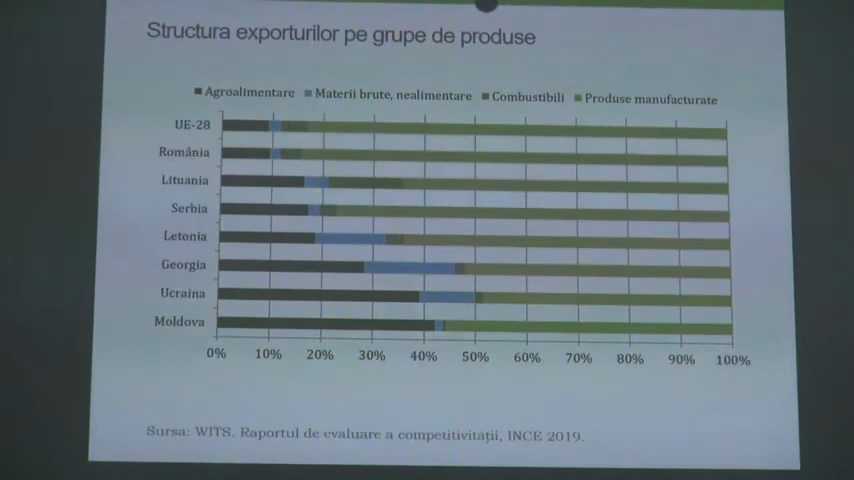 Structura exporturilor pe grupe de produse
Agroalimentare Materii brute, nealimentare Combustibili Produse manufacturate
UE-28
România
Lituania
Serbia
Letonia
Georgia
Ucraina
Moldova
0% 10% 20% 30% 40% 50% 60% 70% 80% 90% 100%
Sursa: WITS. Raportul de evaluare a competitivității, INCE 2019.